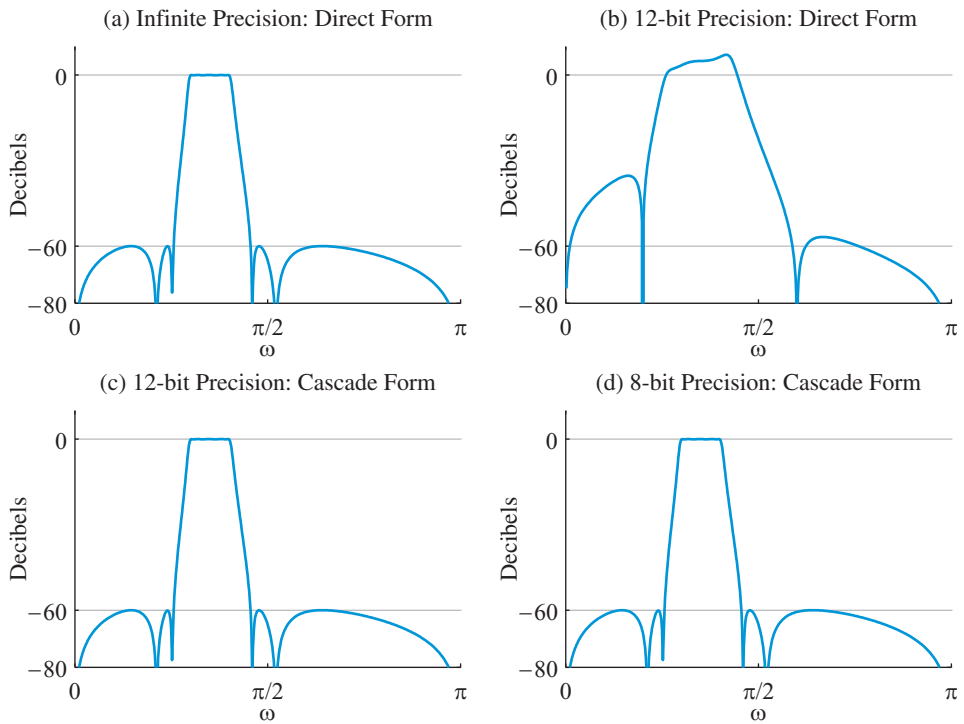 (a) Infinite Precision: Direct Form
0
−60
−80
Decibels
0
π/2
π
ω
(b) 12-bit Precision: Direct Form
0
−60
−80
Decibels
0
π/2
π
ω
(c) 12-bit Precision: Cascade Form
0
−60
−80
Decibels
0
π/2
π
ω
(d) 8-bit Precision: Cascade Form
0
−60
−80
Decibels
0
π/2
π
ω